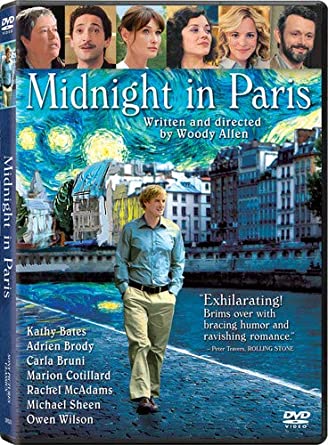 DVD
VIDEO
Midnight in Paris
Written and directed
by Woody Allen
"Exhilarating!
Brims over with
bracing humor and
ravishing romance."
– Peter Travers, ROLLING STONE
Kathy Bates
Adrien Brody
Carla Bruni
Marion Cotillard
Rachel McAdams
Michael Sheen
Owen Wilson
DVD
VIDEO
Midnight in Paris